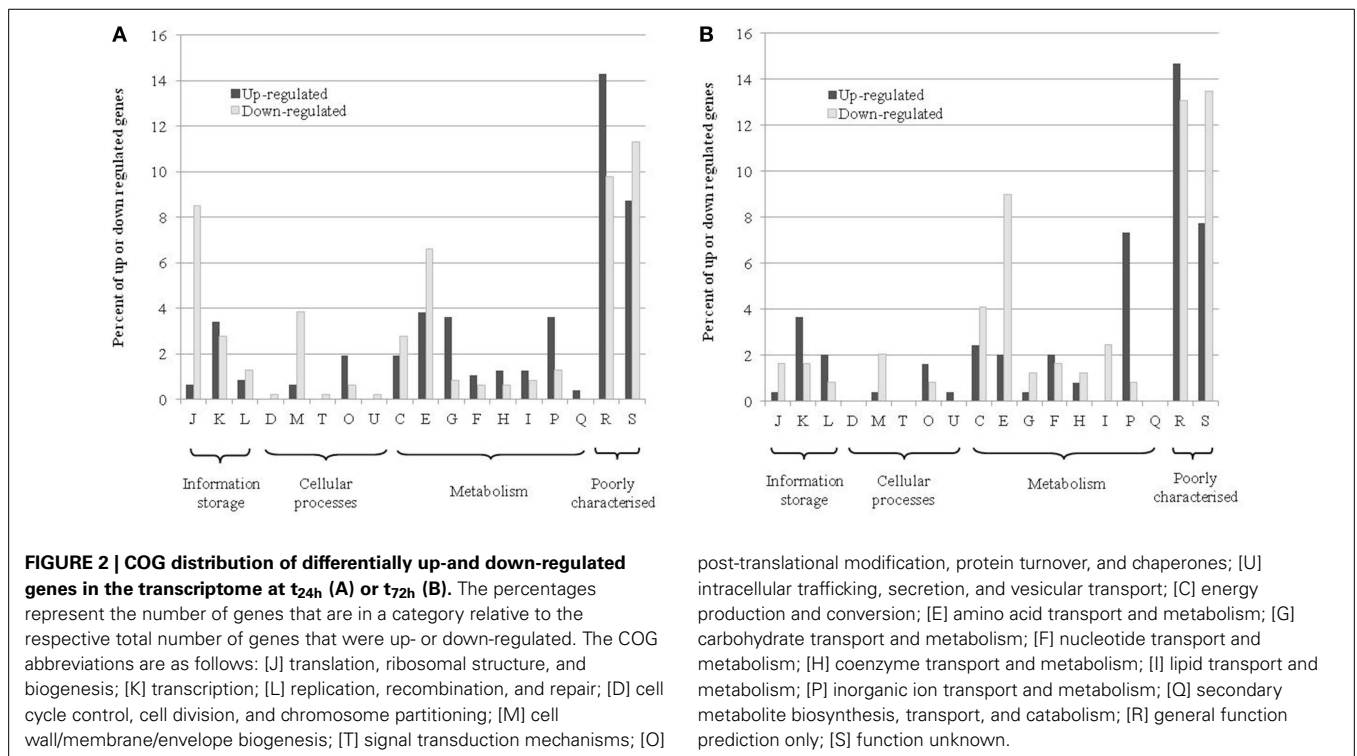 A
16
14
12
10
8
6
4
2
0
Percent of up or down regulated genes
Up-regulated
Down-regulated
J K L D M T O U C E G F H I P Q R S
Information storage
Cellular processes
Metabolism
Poorly characterised
B
16
14
12
10
8
6
4
2
0
Percent of up or down regulated genes
Up-regulated
Down-regulated
J K L D M T O U C E G F H I P Q R S
Information storage
Cellular processes
Metabolism
Poorly characterised
FIGURE 2 | COG distribution of differentially up-and down-regulated
genes in the transcriptome at t24h (A) or t72h (B). The percentages
represent the number of genes that are in a category relative to the
respective total number of genes that were up- or down-regulated. The COG
abbreviations are as follows: [J] translation, ribosomal structure, and
biogenesis; [K] transcription; [L] replication, recombination, and repair; [D] cell
cycle control, cell division, and chromosome partitioning; [M] cell
wall/membrane/envelope biogenesis; [T] signal transduction mechanisms; [O]
post-translational modification, protein turnover, and chaperones; [U]
intracellular trafficking, secretion, and vesicular transport; [C] energy
production and conversion; [E] amino acid transport and metabolism; [G]
carbohydrate transport and metabolism; [F] nucleotide transport and
metabolism; [H] coenzyme transport and metabolism; [I] lipid transport and
metabolism; [P] inorganic ion transport and metabolism; [Q] secondary
metabolite biosynthesis, transport, and catabolism; [R] general function
prediction only; [S] function unknown.